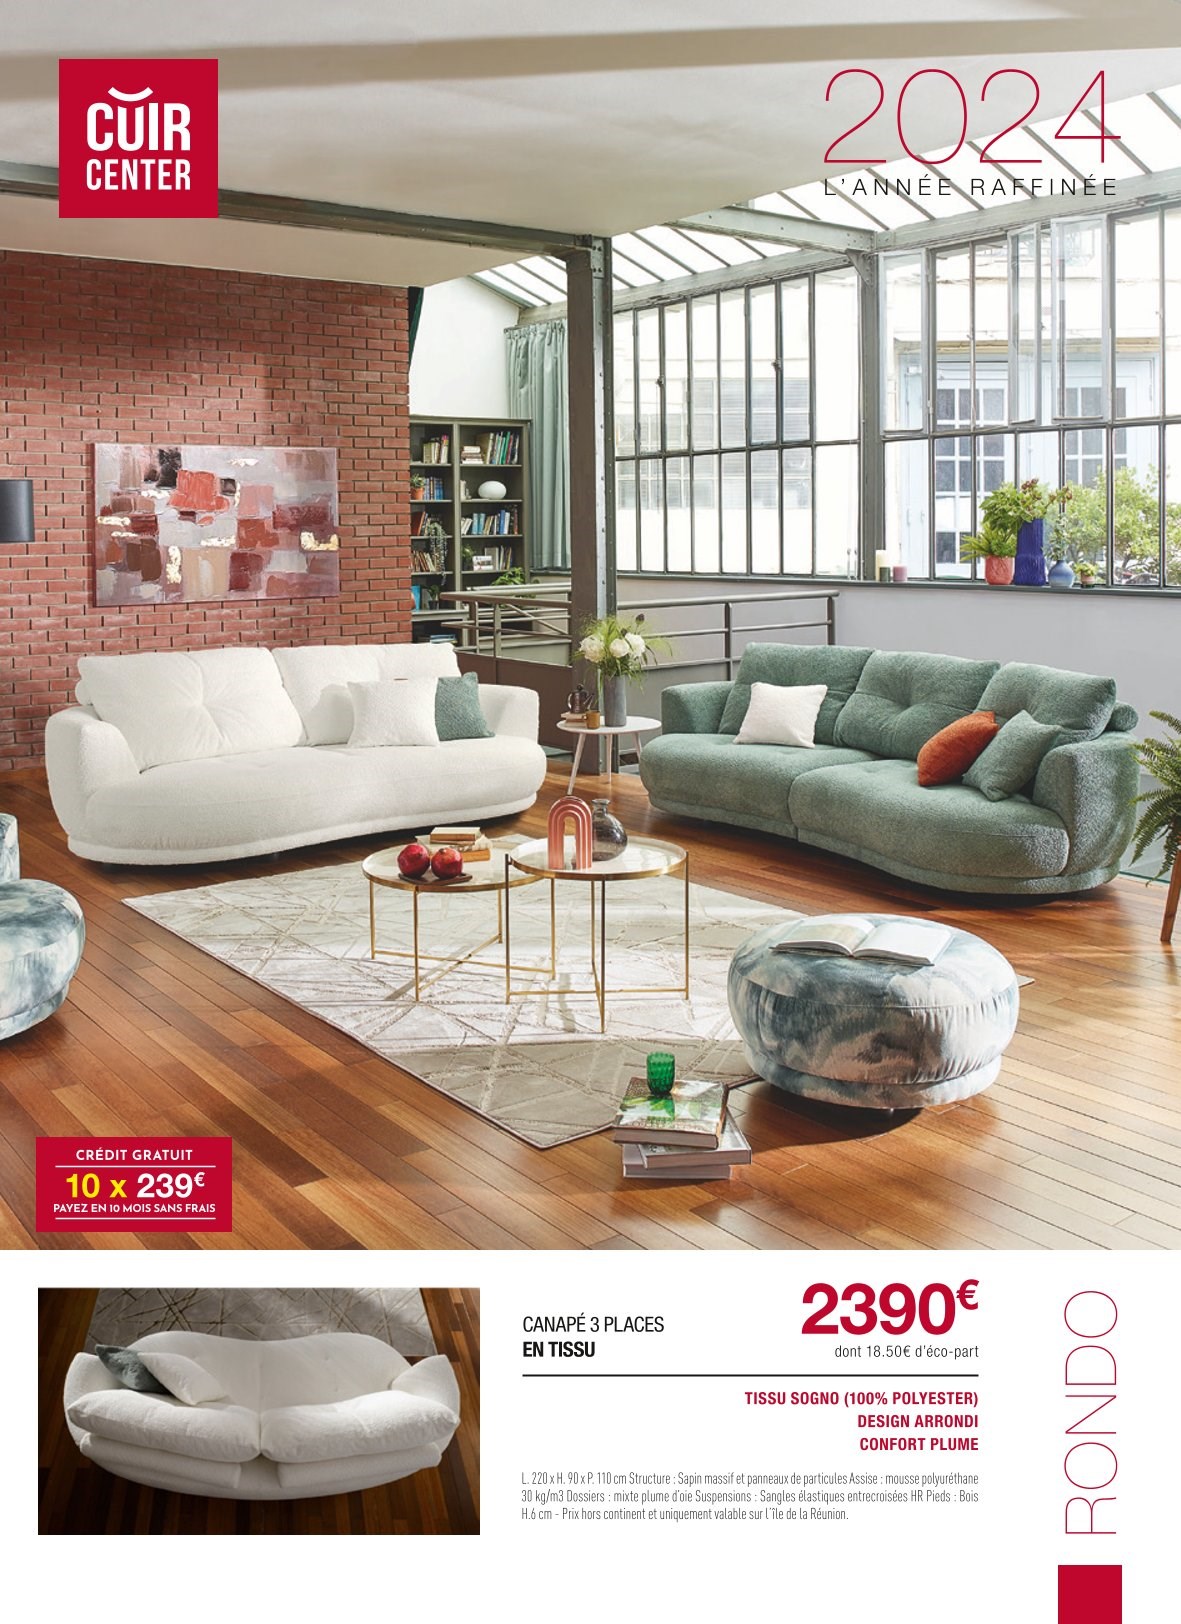 CUIR
CENTER
2024
L'ANNÉE RAFFINÉE
CRÉDIT GRATUIT
10 x 239€
PAYEZ EN 10 MOIS SANS FRAIS
CANAPÉ 3 PLACES
EN TISSU
2390€
dont 18.50€ d'éco-part
TISSU SOGNO (100% POLYESTER)
DESIGN ARRONDI
CONFORT PLUME
L. 220 x H. 90 x P. 110 cm Structure : Sapin massif et panneaux de particules Assise : mousse polyuréthane
30 kg/m3 Dossiers : mixte plume d'oie Suspensions : Sangles élastiques entrecroisées HR Pieds : Bois
H.6 cm - Prix hors continent et uniquement valable sur l'île de la Réunion.
RONDO